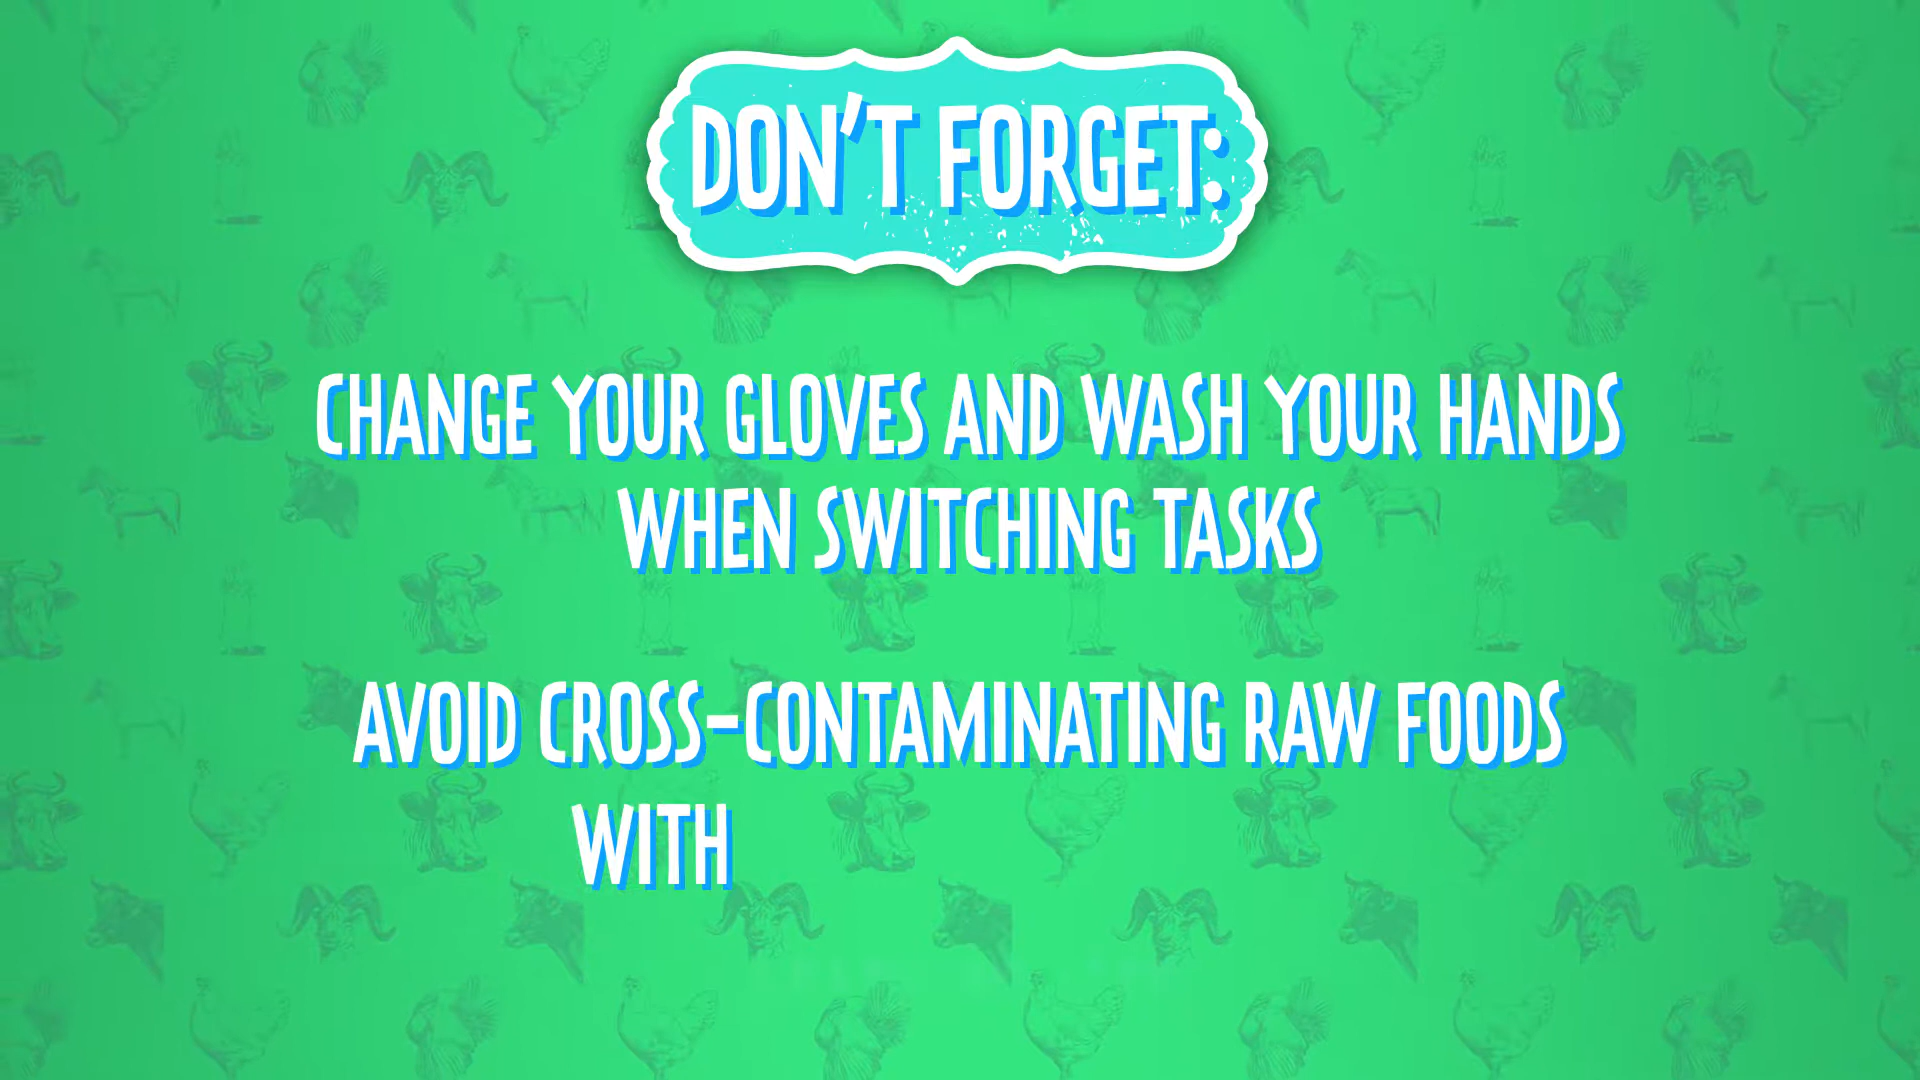 DON'T FORGET:
CHANGE YOUR GLOVES AND WASH YOUR HANDS
WHEN SWITCHING TASKS
AVOID CROSS-CONTAMINATING RAW FOODS
WITH